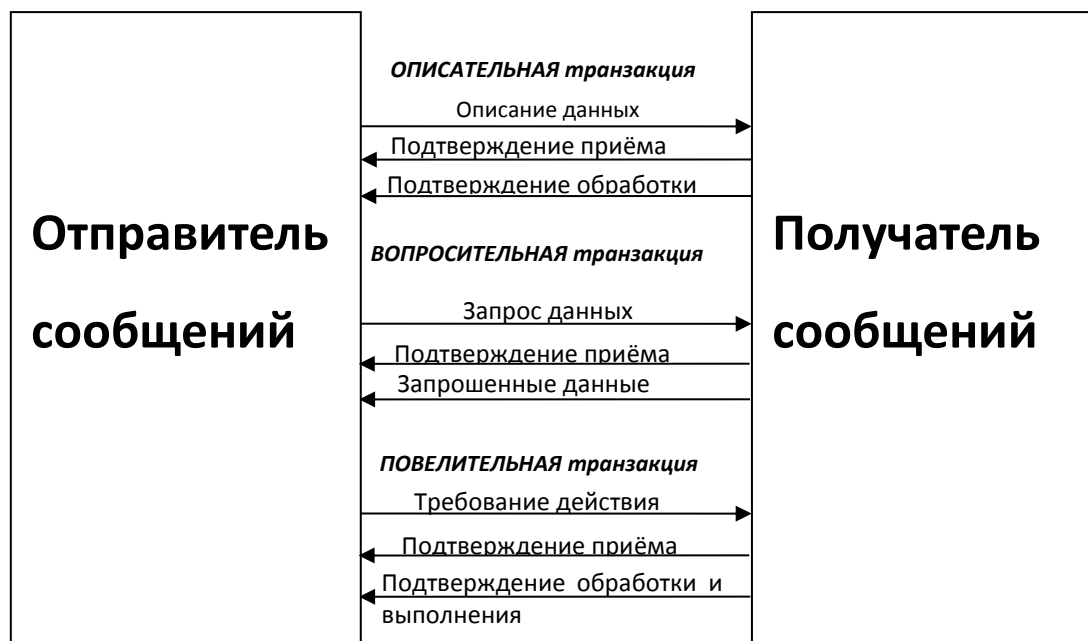 ОПИСАТЕЛЬНАЯ транзакция
Описание данных
Подтверждение приёма
Подтверждение обработки
Отправитель
сообщений
Получатель
сообщений
ВОПРОСИТЕЛЬНАЯ транзакция
Запрос данных
Подтверждение приёма
Запрошенные данные
ПОВЕЛИТЕЛЬНАЯ транзакция
Требование действия
Подтверждение приёма
Подтверждение обработки и
выполнения